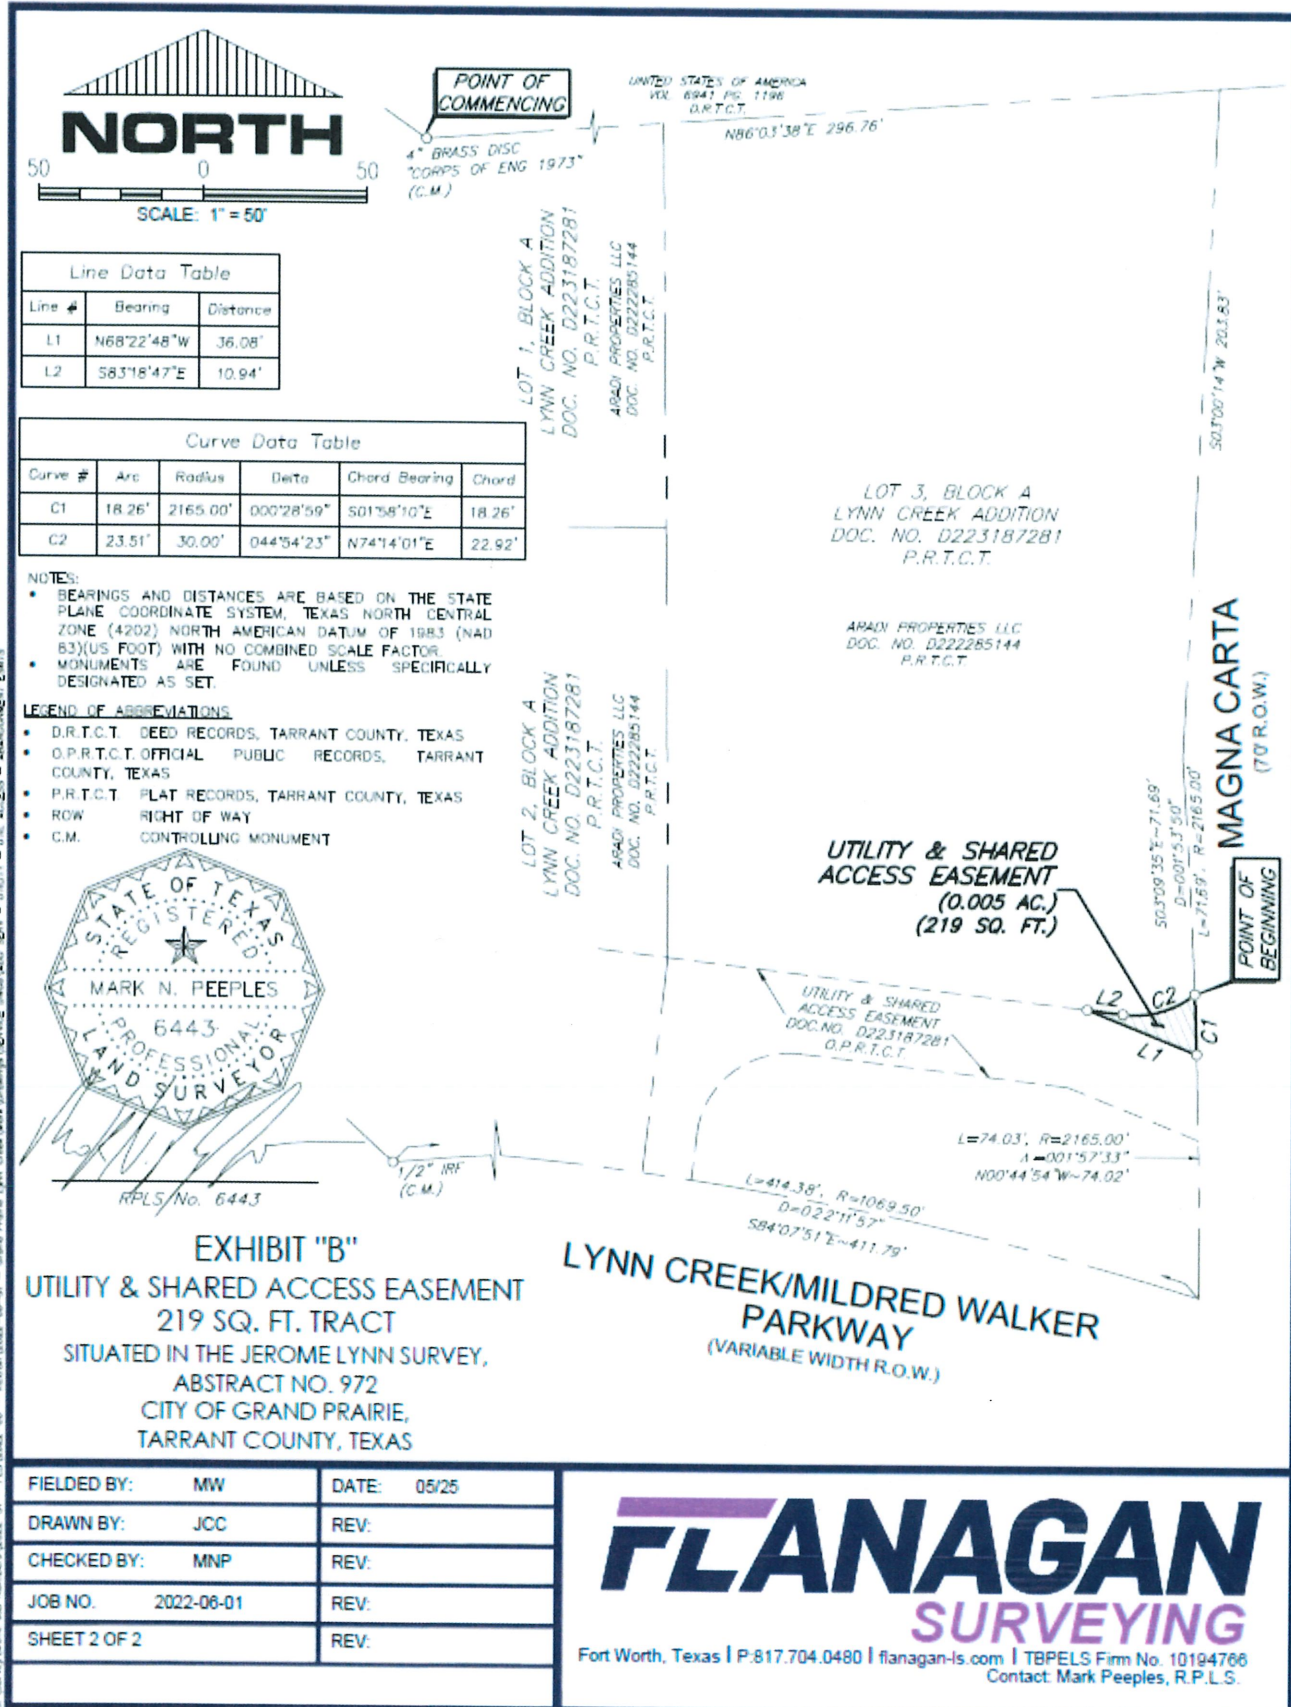 NORTH
50 0 50
SCALE: 1" = 50'
POINT OF
COMMENCING
4" BRASS DISC
"CORPS OF ENG 1973"
(C.M.)
UNITED STATES OF AMERICA
VOL. 6941 PG. 1196
D.R.T.C.T.
N86°03'38"E 296.76'
S03°00'14"W 203.83'
Line Data Table
Line # Bearing Distance
L1 N68°22'48"W 36.08'
L2 S83°18'47"E 10.94'
Curve Data Table
Curve # Arc Radius Delta Chord Bearing Chord
C1 18.26' 2165.00' 000°28'59" S01°58'10"E 18.26'
C2 23.51' 30.00' 044°54'23" N74°14'01"E 22.92'
NOTES:
• BEARINGS AND DISTANCES ARE BASED ON THE STATE
PLANE COORDINATE SYSTEM, TEXAS NORTH CENTRAL
ZONE (4202) NORTH AMERICAN DATUM OF 1983 (NAD
83)(US FOOT) WITH NO COMBINED SCALE FACTOR.
• MONUMENTS ARE FOUND UNLESS SPECIFICALLY
DESIGNATED AS SET.
LEGEND OF ABBREVIATIONS
• D.R.T.C.T. DEED RECORDS, TARRANT COUNTY, TEXAS
• O.P.R.T.C.T. OFFICIAL PUBLIC RECORDS, TARRANT
COUNTY, TEXAS
• P.R.T.C.T. PLAT RECORDS, TARRANT COUNTY, TEXAS
• ROW RIGHT OF WAY
• C.M. CONTROLLING MONUMENT
LOT 1, BLOCK A
LYNN CREEK ADDITION
DOC. NO. D223187281
P.R.T.C.T.
ARADI PROPERTIES LLC
DOC. NO. D222285144
P.R.T.C.T.
LOT 2, BLOCK A
LYNN CREEK ADDITION
DOC. NO. D223187281
P.R.T.C.T.
ARADI PROPERTIES LLC
DOC. NO. D222285144
P.R.T.C.T.
LOT 3, BLOCK A
LYNN CREEK ADDITION
DOC. NO. D223187281
P.R.T.C.T.
ARADI PROPERTIES LLC
DOC. NO. D222285144
P.R.T.C.T.
MAGNA CARTA
(70' R.O.W.)
S03°09'35"E~71.69'
D=001°53'50"
L=71.69', R=2165.00'
POINT OF
BEGINNING
UTILITY & SHARED
ACCESS EASEMENT
(0.005 AC.)
(219 SQ. FT.)
L2
C2
L1
C1
UTILITY & SHARED
ACCESS EASEMENT
DOC.NO. D223187281
O.P.R.T.C.T.
L=74.03', R=2165.00'
Δ=001°57'33"
N00°44'54"W~74.02'
L=414.38', R=1069.50'
D=022°11'57"
S84°07'51"E~411.79'
1/2" IRF
(C.M.)
STATE OF TEXAS
REGISTERED
MARK N. PEEPLES
6443
PROFESSIONAL
LAND SURVEYOR
RPLS No. 6443
LYNN CREEK/MILDRED WALKER
PARKWAY
(VARIABLE WIDTH R.O.W.)
EXHIBIT "B"
UTILITY & SHARED ACCESS EASEMENT
219 SQ. FT. TRACT
SITUATED IN THE JEROME LYNN SURVEY,
ABSTRACT NO. 972
CITY OF GRAND PRAIRIE,
TARRANT COUNTY, TEXAS
FIELDED BY: MW DATE: 05/25
DRAWN BY: JCC REV:
CHECKED BY: MNP REV:
JOB NO. 2022-06-01 REV:
SHEET 2 OF 2 REV:
FLANAGAN
SURVEYING
Fort Worth, Texas | P:817.704.0480 | flanagan-ls.com | TBPELS Firm No. 10194766
Contact: Mark Peeples, R.P.L.S.